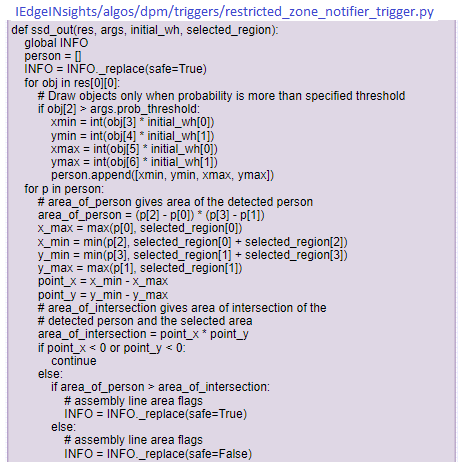 IEdgeINsights/algos/dpm/triggers/restricted_zone_notifier_trigger.py
def ssd_out(res, args, initial_wh, selected_region):
    global INFO
    person = []
    INFO = INFO._replace(safe=True)
    for obj in res[0][0]:
        # Draw objects only when probability is more than specified threshold
        if obj[2] > args.prob_threshold:
            xmin = int(obj[3] * initial_wh[0])
            ymin = int(obj[4] * initial_wh[1])
            xmax = int(obj[5] * initial_wh[0])
            ymax = int(obj[6] * initial_wh[1])
            person.append([xmin, ymin, xmax, ymax])
    for p in person:
        # area_of_person gives area of the detected person
        area_of_person = (p[2] - p[0]) * (p[3] - p[1])
        x_max = max(p[0], selected_region[0])
        x_min = min(p[2], selected_region[0] + selected_region[2])
        y_min = min(p[3], selected_region[1] + selected_region[3])
        y_max = max(p[1], selected_region[1])
        point_x = x_min - x_max
        point_y = y_min - y_max
        # area_of_intersection gives area of intersection of the
        # detected person and the selected area
        area_of_intersection = point_x * point_y
        if point_x < 0 or point_y < 0:
            continue
        else:
            if area_of_person > area_of_intersection:
                # assembly line area flags
                INFO = INFO._replace(safe=True)
            else:
                # assembly line area flags
                INFO = INFO._replace(safe=False)